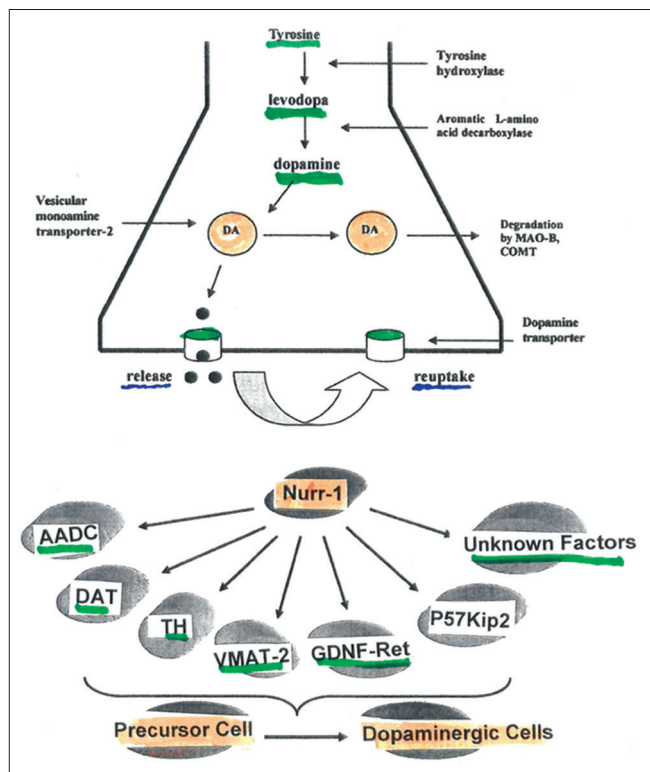 Tyrosine
Tyrosine
hydroxylase
levodopa
Aromatic L-amino
acid decarboxylase
dopamine
Vesicular
monoamine
transporter-2
DA
DA
Degradation
by MAO-B,
COMT
Dopamine
transporter
release
reuptake
Nurr-1
AADC
Unknown Factors
DAT
P57Kip2
TH
VMAT-2
GDNF-Ret
Precursor Cell
Dopaminergic Cells